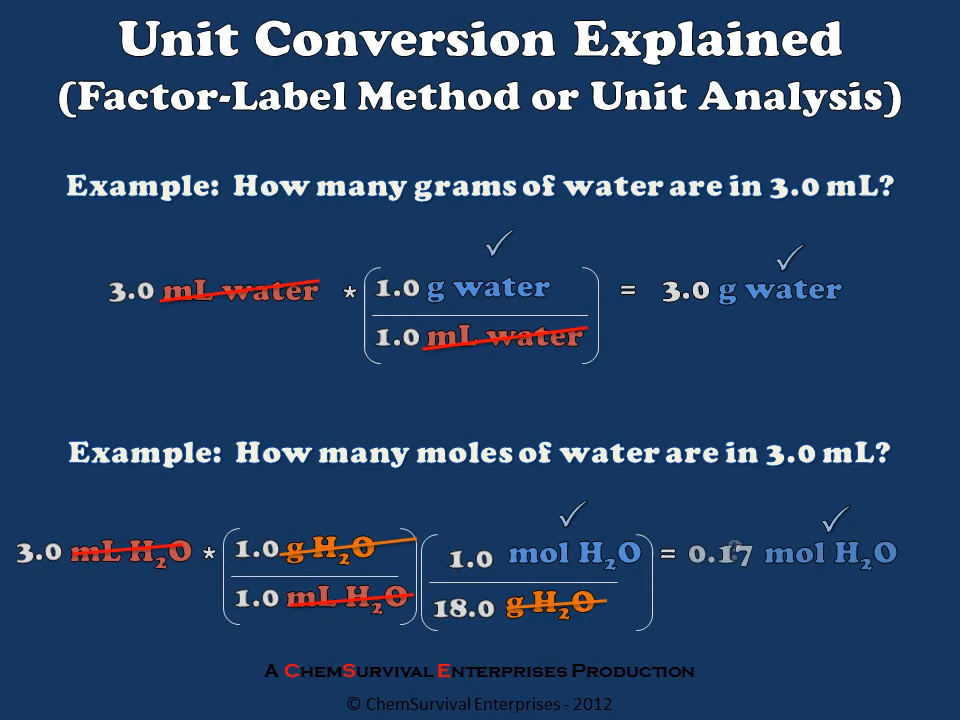 Unit Conversion Explained
(Factor-Label Method or Unit Analysis)
Example: How many grams of water are in 3.0 mL?
✓ ✓
3.0 mL water * 1.0 g water = 3.0 g water
1.0 mL water
Example: How many moles of water are in 3.0 mL?
✓ ✓
3.0 mL H₂O * 1.0 g H₂O 1.0 mol H₂O = 0.17 mol H₂O
1.0 mL H₂O 18.0 g H₂O
A ChemSurvival Enterprises Production
© ChemSurvival Enterprises - 2012